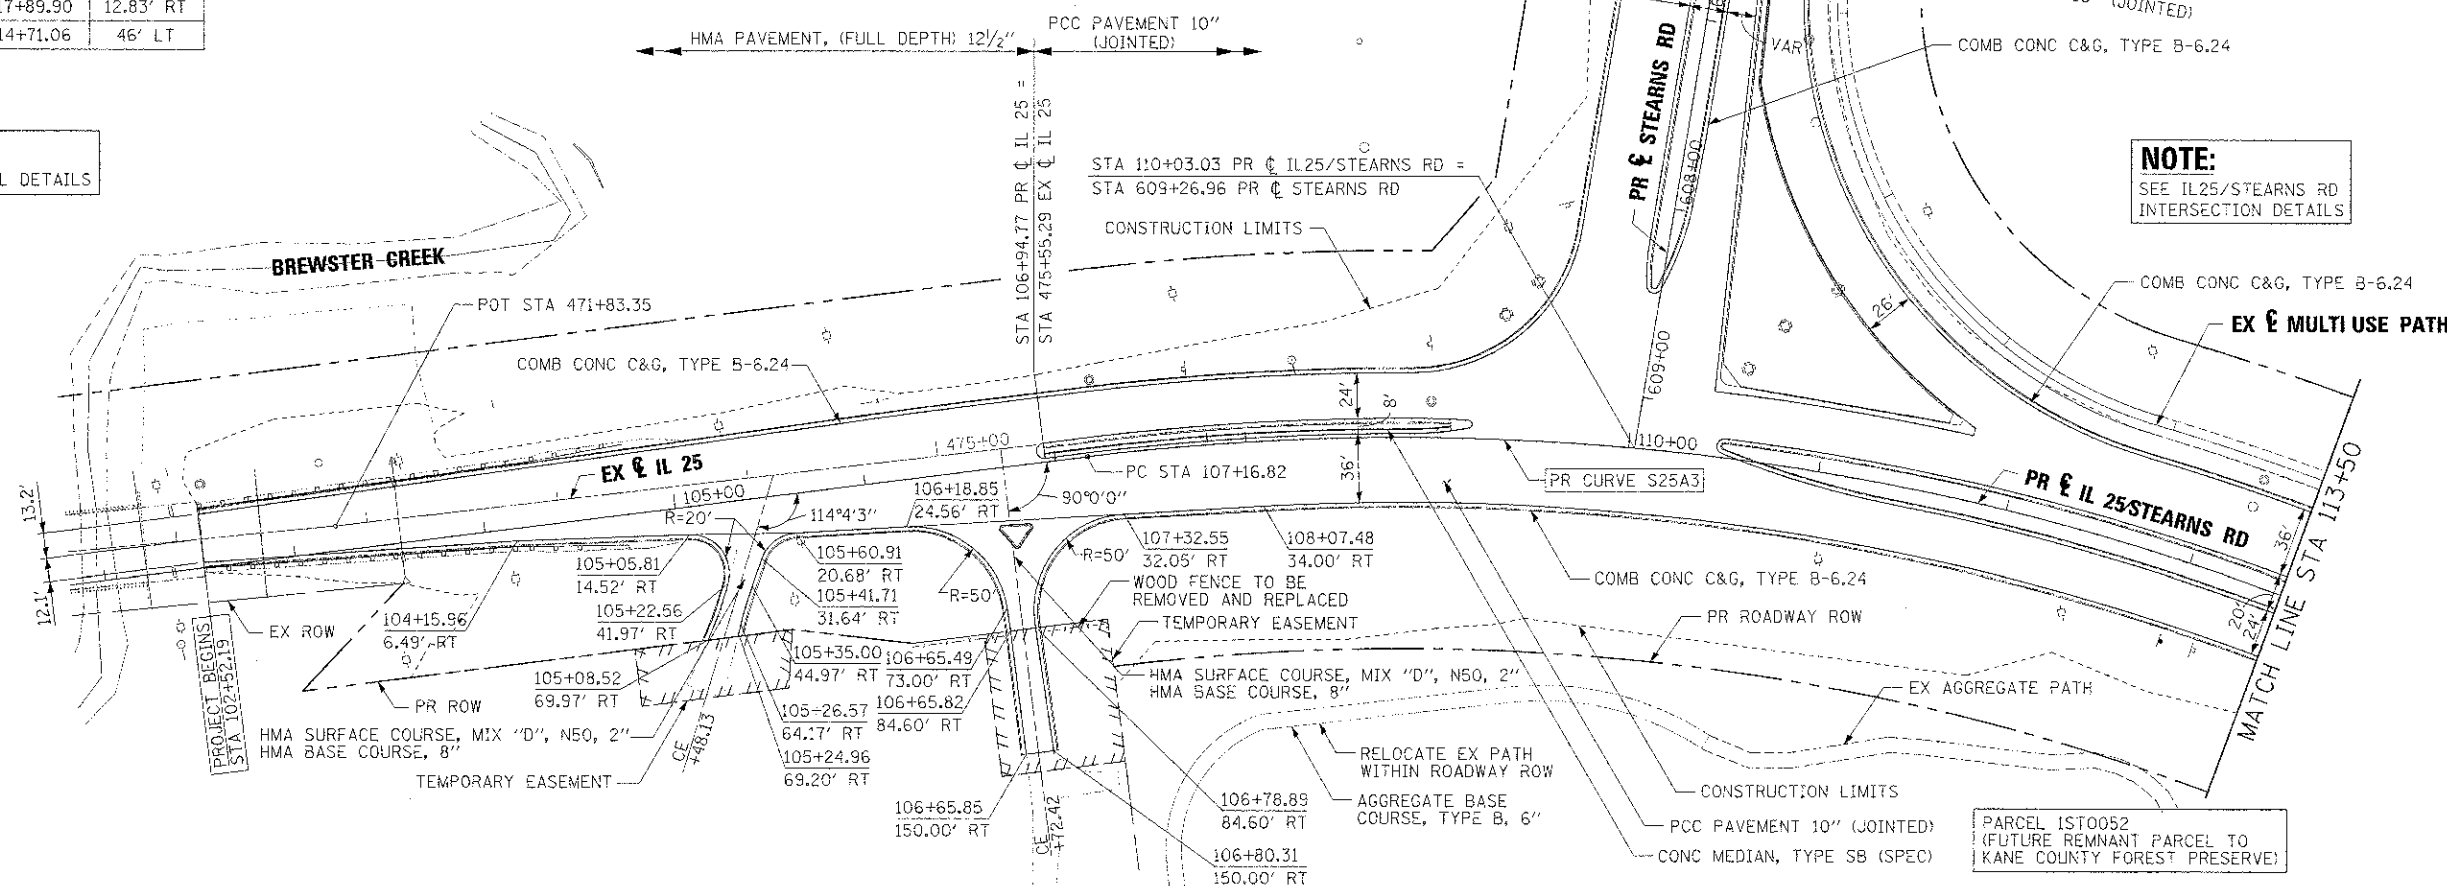 17+89.90 12.83' RT
14+71.06 46' LT
L DETAILS
HMA PAVEMENT, (FULL DEPTH) 12 1/2"
PCC PAVEMENT 10"
(JOINTED)
(JOINTED)
VAR
COMB CONC C&G, TYPE B-6.24
PR ℄ STEARNS RD
608+00
609+00
STA 106+94.77 PR ℄ IL 25 =
STA 475+55.29 EX ℄ IL 25
STA 110+03.03 PR ℄ IL25/STEARNS RD =
STA 609+26.96 PR ℄ STEARNS RD
CONSTRUCTION LIMITS
NOTE:
SEE IL25/STEARNS RD
INTERSECTION DETAILS
BREWSTER CREEK
POT STA 471+83.35
COMB CONC C&G, TYPE B-6.24
26'
COMB CONC C&G, TYPE B-6.24
EX ℄ MULTI USE PATH
24'
8'
36'
475+00
EX ℄ IL 25
PC STA 107+16.82
110+00
PR CURVE S25A3
PR ℄ IL 25/STEARNS RD
13.2'
12.1'
105+00
R=20'
114°4'3"
106+18.85
24.56' RT
90°0'0"
105+05.81
14.52' RT
105+60.91
20.68' RT
105+41.71
31.64' RT
R=50'
R=50'
107+32.55
32.05' RT
108+07.48
34.00' RT
COMB CONC C&G, TYPE B-6.24
WOOD FENCE TO BE
REMOVED AND REPLACED
TEMPORARY EASEMENT
PR ROADWAY ROW
36'
20'
24'
MATCH LINE STA 113+50
EX ROW
104+15.96
6.49' RT
105+22.56
41.97' RT
PROJECT BEGINS
STA 102+52.19
PR ROW
105+08.52
69.97' RT
105+35.00
44.97' RT
106+65.49
73.00' RT
HMA SURFACE COURSE, MIX "D", N50, 2"
HMA BASE COURSE, 8"
EX AGGREGATE PATH
HMA SURFACE COURSE, MIX "D", N50, 2"
HMA BASE COURSE, 8"
105+26.57
64.17' RT
106+65.82
84.60' RT
CE
+48.13
105+24.96
69.20' RT
TEMPORARY EASEMENT
RELOCATE EX PATH
WITHIN ROADWAY ROW
106+65.85
150.00' RT
CE
+72.42
106+78.89
84.60' RT
AGGREGATE BASE
COURSE, TYPE B, 6"
CONSTRUCTION LIMITS
106+80.31
150.00' RT
PCC PAVEMENT 10" (JOINTED)
CONC MEDIAN, TYPE SB (SPEC)
PARCEL 1ST0052
(FUTURE REMNANT PARCEL TO
KANE COUNTY FOREST PRESERVE)